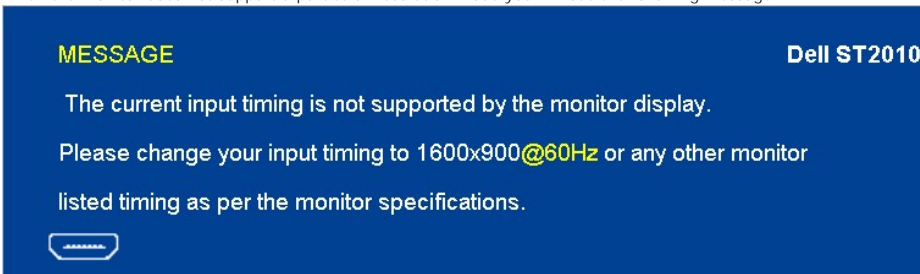 MESSAGE Dell ST2010
The current input timing is not supported by the monitor display.
Please change your input timing to 1600x900@60Hz or any other monitor
listed timing as per the monitor specifications.